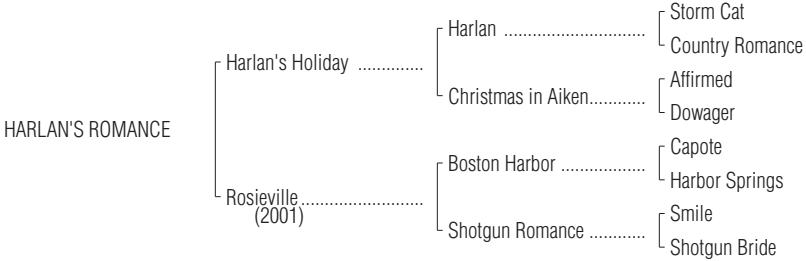 Storm Cat
Harlan ..............................
Country Romance
Harlan's Holiday ..............
Affirmed
Christmas in Aiken............
Dowager
HARLAN'S ROMANCE
Capote
Boston Harbor ..................
Harbor Springs
Rosieville..........................
(2001)
Smile
Shotgun Romance ............
Shotgun Bride